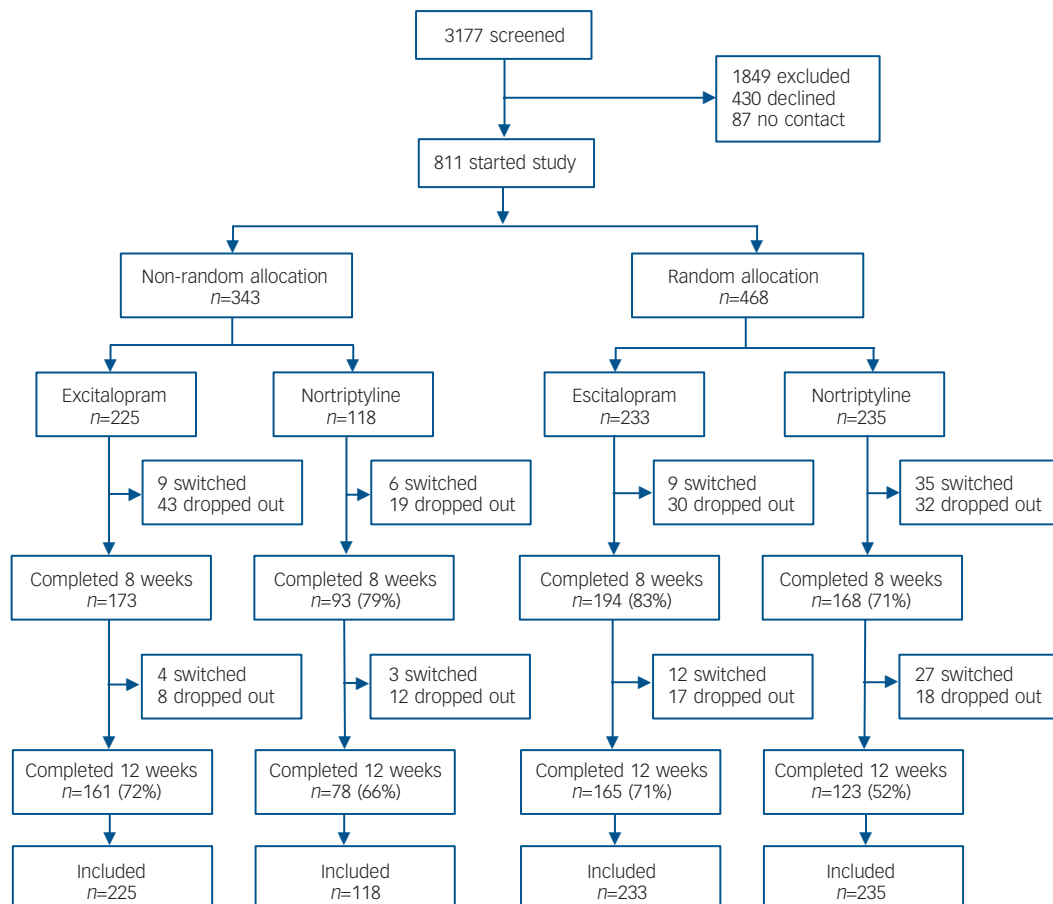 3177 screened
1849 excluded
430 declined
87 no contact
811 started study
Non-random allocation
n=343
Random allocation
n=468
Excitalopram
n=225
Nortriptyline
n=118
Escitalopram
n=233
Nortriptyline
n=235
9 switched
43 dropped out
6 switched
19 dropped out
9 switched
30 dropped out
35 switched
32 dropped out
Completed 8 weeks
n=173
Completed 8 weeks
n=93 (79%)
Completed 8 weeks
n=194 (83%)
Completed 8 weeks
n=168 (71%)
4 switched
8 dropped out
3 switched
12 dropped out
12 switched
17 dropped out
27 switched
18 dropped out
Completed 12 weeks
n=161 (72%)
Completed 12 weeks
n=78 (66%)
Completed 12 weeks
n=165 (71%)
Completed 12 weeks
n=123 (52%)
Included
n=225
Included
n=118
Included
n=233
Included
n=235